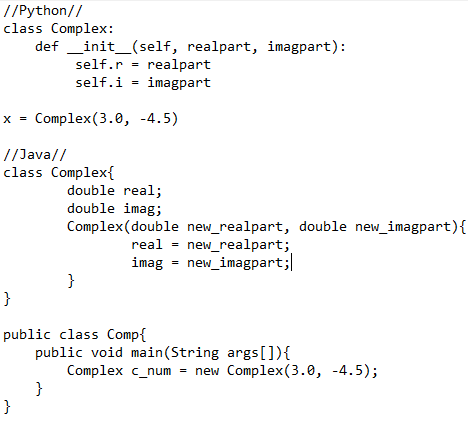 //Python//
class Complex:
    def __init__(self, realpart, imagpart):
         self.r = realpart
         self.i = imagpart

x = Complex(3.0, -4.5)

//Java//
class Complex{
        double real;
        double imag;
        Complex(double new_realpart, double new_imagpart){
                real = new_realpart;
                imag = new_imagpart;
        }
}

public class Comp{
    public void main(String args[]){
        Complex c_num = new Complex(3.0, -4.5);
    }
}